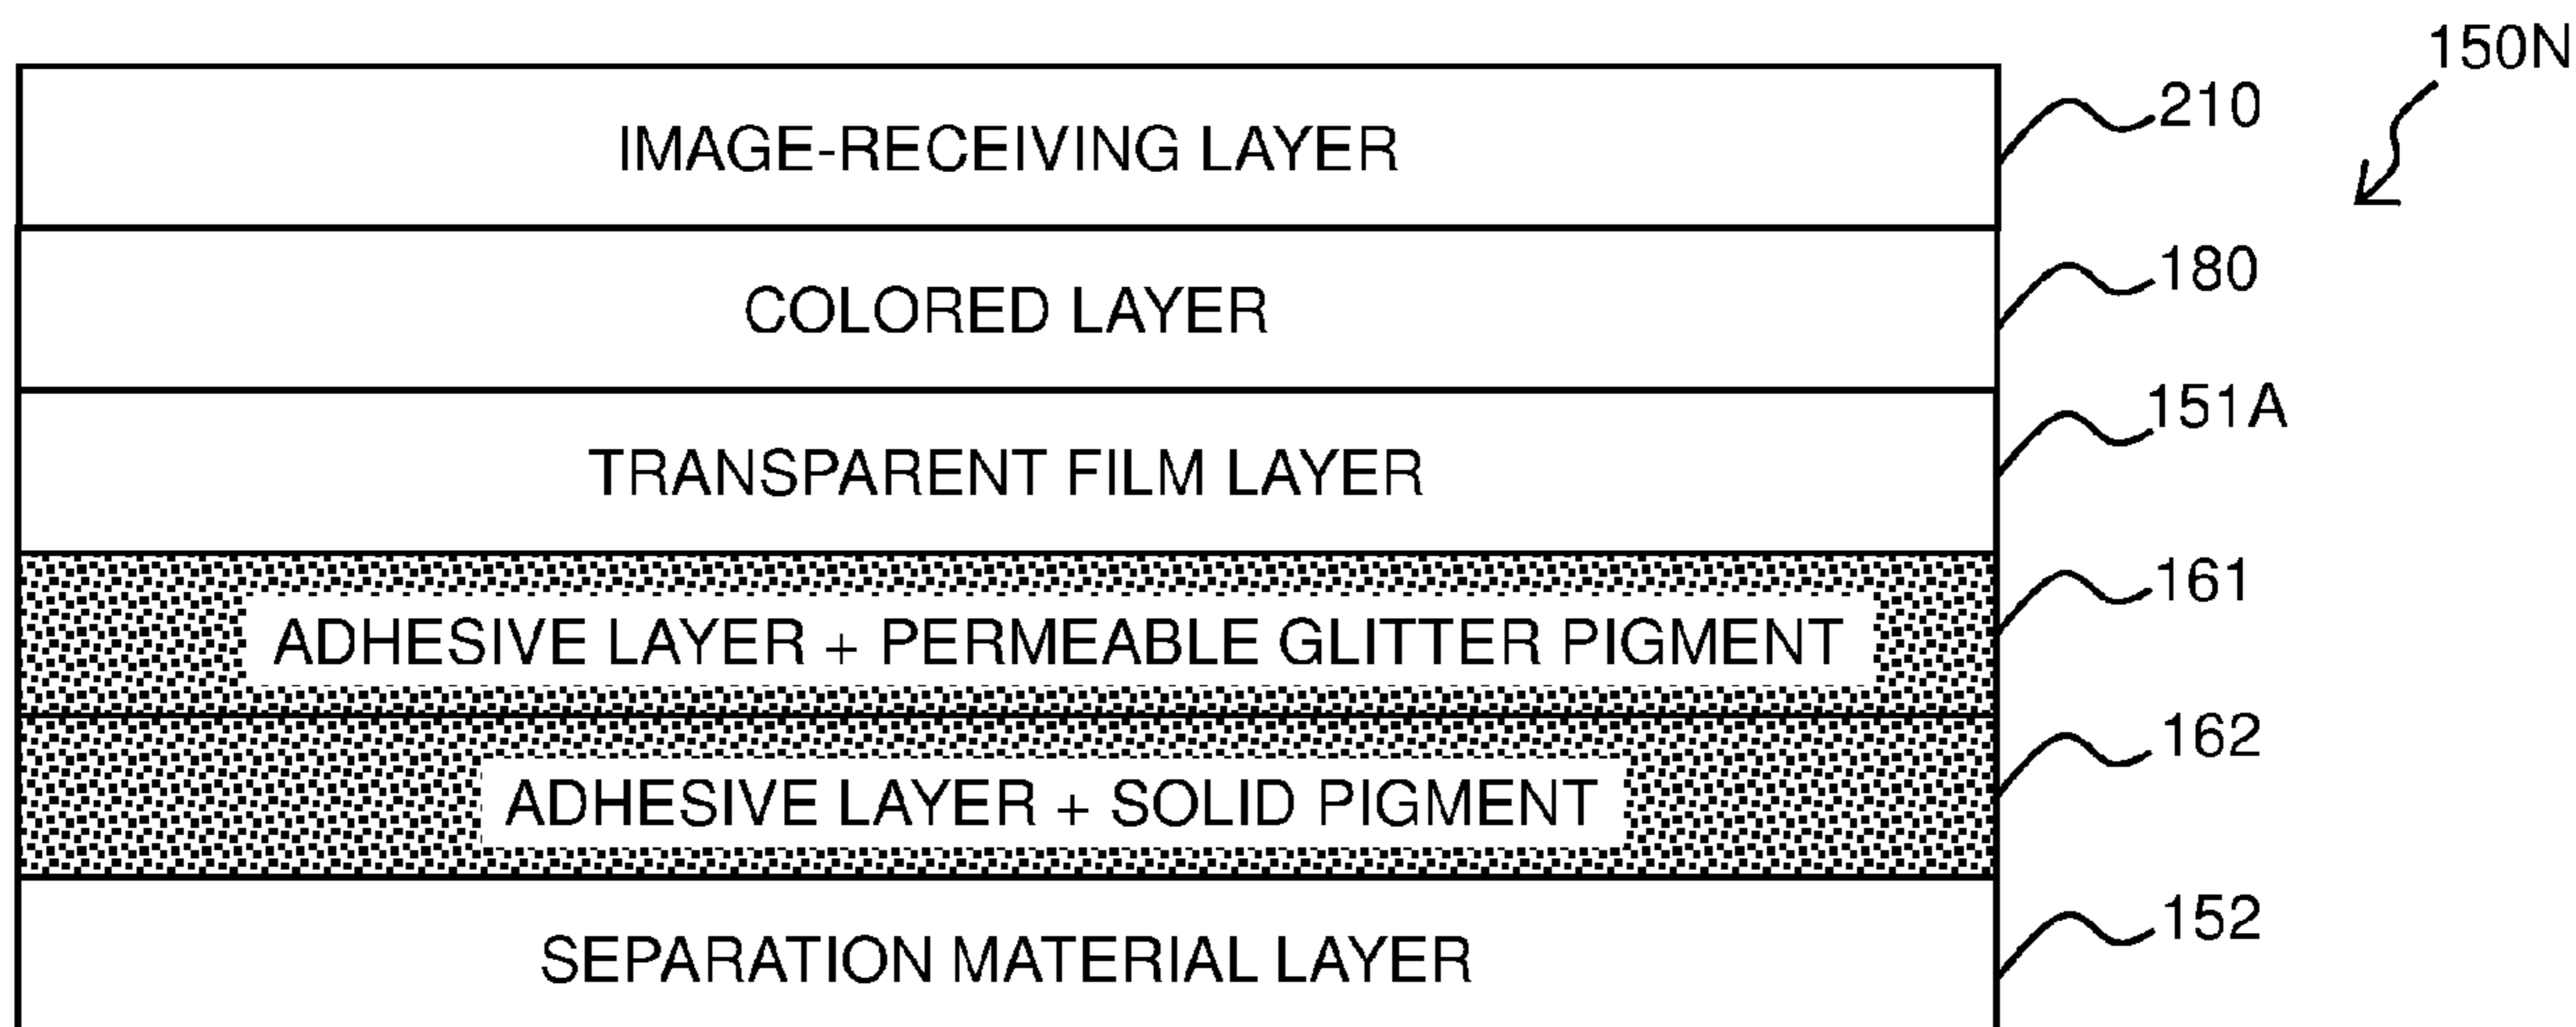 150N
IMAGE-RECEIVING LAYER 210
COLORED LAYER 180
TRANSPARENT FILM LAYER 151A
ADHESIVE LAYER + PERMEABLE GLITTER PIGMENT 161
ADHESIVE LAYER + SOLID PIGMENT 162
SEPARATION MATERIAL LAYER 152